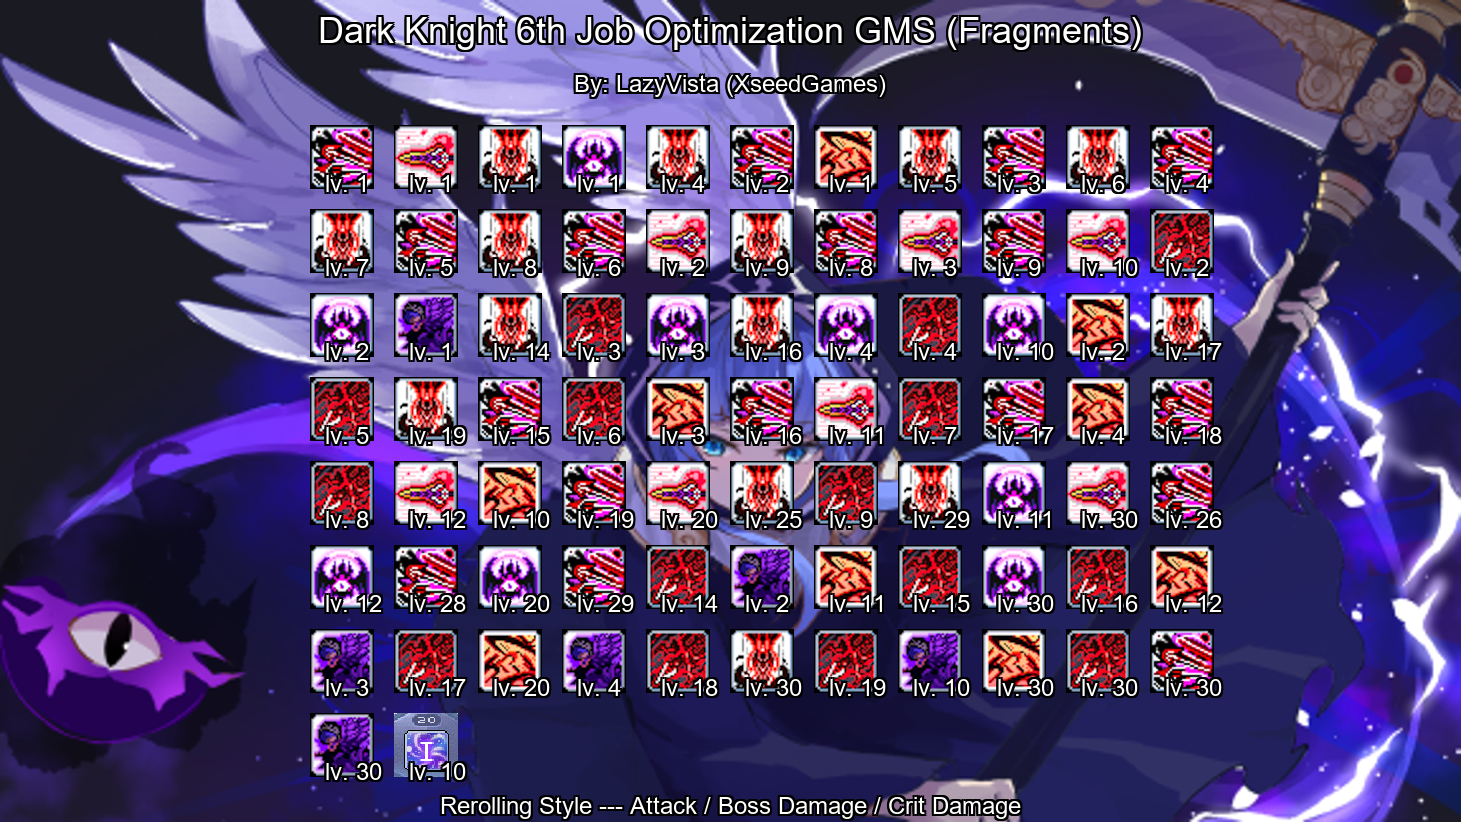 Dark Knight 6th Job Optimization GMS (Fragments)
By: LazyVista (XseedGames)
lv. 1 lv. 1 lv. 1 lv. 1 lv. 4 lv. 2 lv. 1 lv. 5 lv. 3 lv. 6 lv. 4
lv. 7 lv. 5 lv. 8 lv. 6 lv. 2 lv. 9 lv. 8 lv. 3 lv. 9 lv. 10 lv. 2
lv. 2 lv. 1 lv. 14 lv. 3 lv. 3 lv. 16 lv. 4 lv. 4 lv. 10 lv. 2 lv. 17
lv. 5 lv. 19 lv. 15 lv. 6 lv. 3 lv. 16 lv. 11 lv. 7 lv. 17 lv. 4 lv. 18
lv. 8 lv. 12 lv. 10 lv. 19 lv. 20 lv. 25 lv. 9 lv. 29 lv. 11 lv. 30 lv. 26
lv. 12 lv. 28 lv. 20 lv. 29 lv. 14 lv. 2 lv. 11 lv. 15 lv. 30 lv. 16 lv. 12
lv. 3 lv. 17 lv. 20 lv. 4 lv. 18 lv. 30 lv. 19 lv. 10 lv. 30 lv. 30 lv. 30
20
I
lv. 30 lv. 10
Rerolling Style --- Attack / Boss Damage / Crit Damage